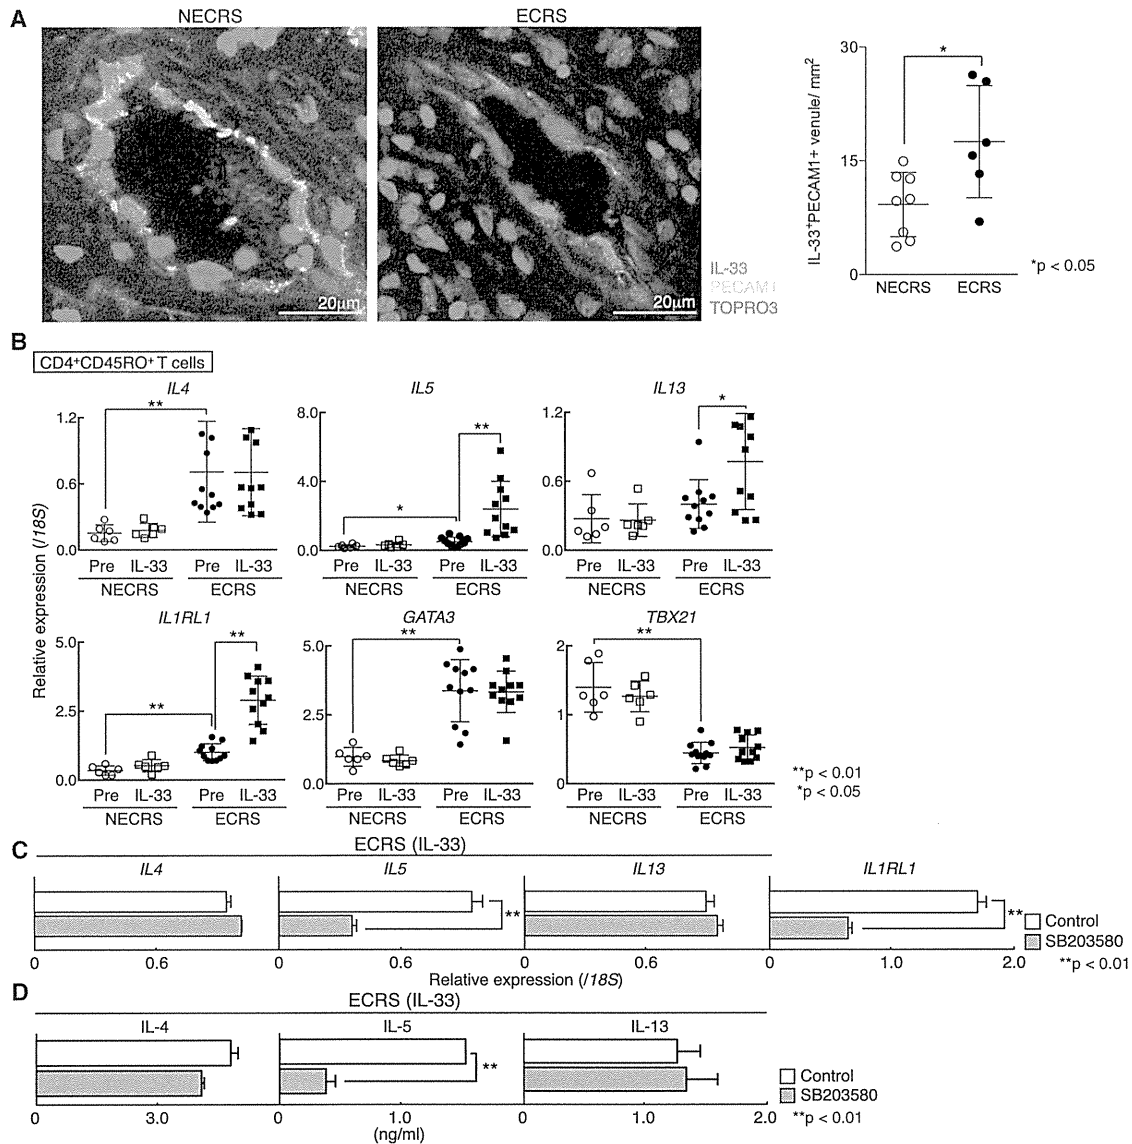 A
NECRS
ECRS
20μm
20μm
IL-33
PECAM1
TOPRO3
IL-33+PECAM1+ venule/ mm2
30
15
0
*
NECRS
ECRS
*p < 0.05
B
CD4+CD45RO+ T cells
Relative expression (/18S)
IL4
1.2
0.6
0.0
**
Pre IL-33 Pre IL-33
NECRS ECRS
IL5
8.0
4.0
0.0
*
**
Pre IL-33 Pre IL-33
NECRS ECRS
IL13
1.2
0.6
0.0
*
Pre IL-33 Pre IL-33
NECRS ECRS
IL1RL1
5.0
2.5
0.0
**
**
Pre IL-33 Pre IL-33
NECRS ECRS
GATA3
5.0
2.5
0.0
**
Pre IL-33 Pre IL-33
NECRS ECRS
TBX21
2
1
0
**
Pre IL-33 Pre IL-33
NECRS ECRS
**p < 0.01
*p < 0.05
C
ECRS (IL-33)
IL4 IL5 IL13 IL1RL1
**
**
Control
SB203580
**p < 0.01
0 0.6 0 0.6 0 0.6 0 1.0 2.0
Relative expression (/18S)
D
ECRS (IL-33)
IL-4 IL-5 IL-13
**
Control
SB203580
**p < 0.01
0 3.0 0 1.0 0 1.0 2.0
(ng/ml)